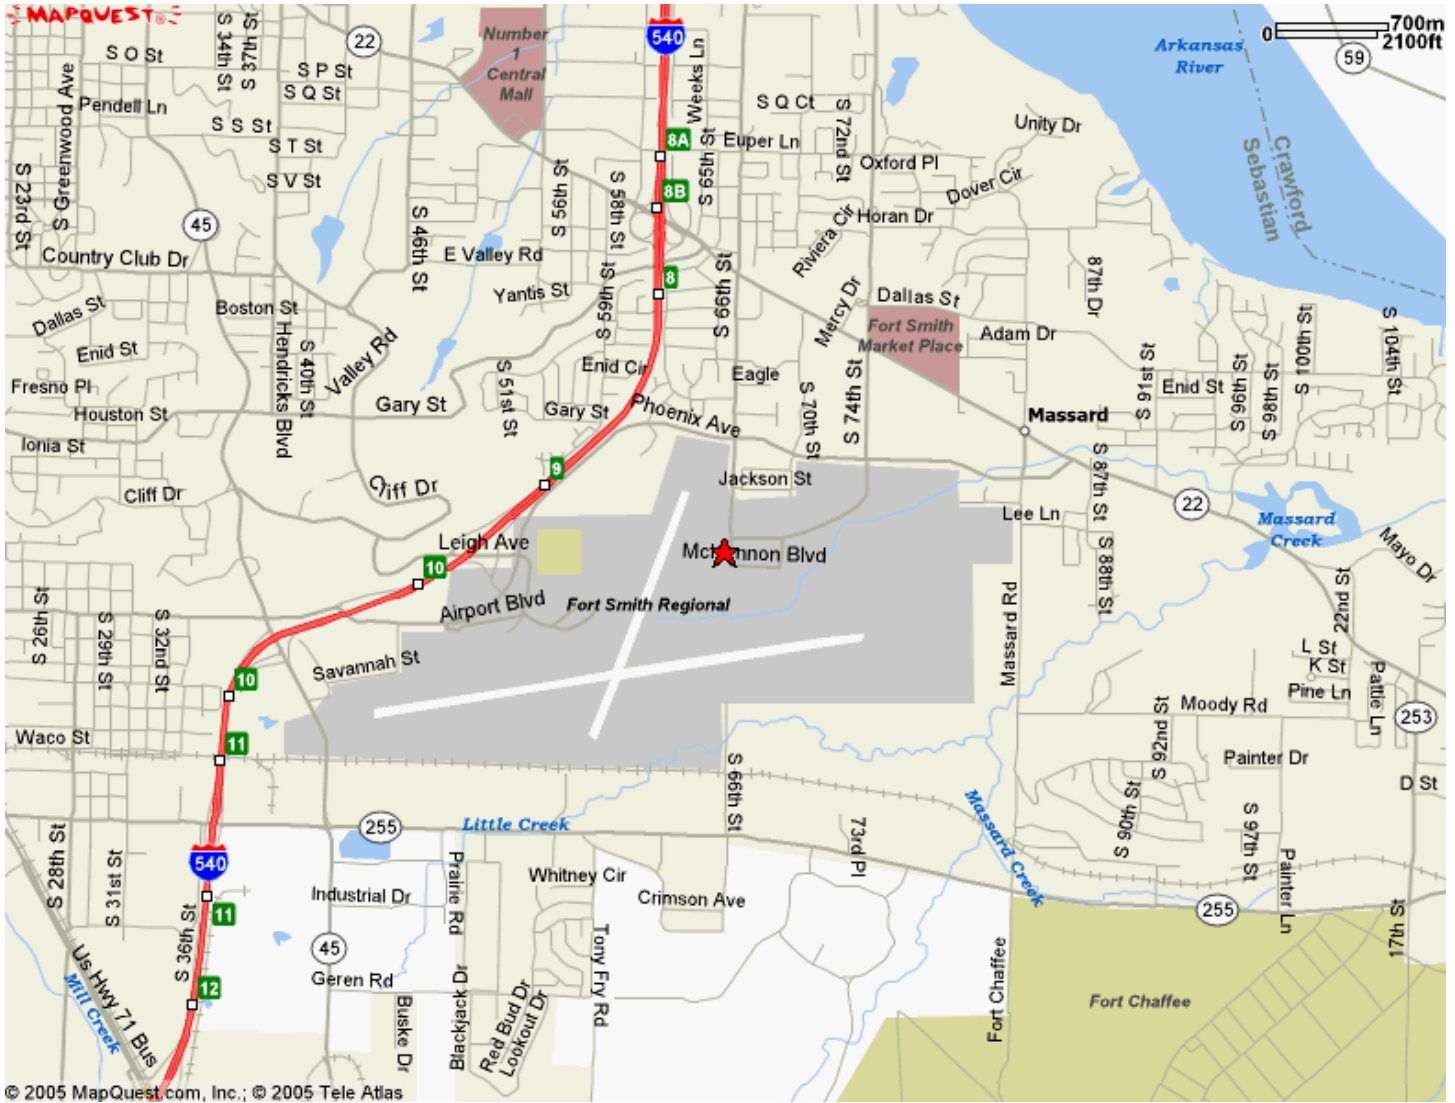 MAPQUEST®
22
S 34th St
S 37th St
540
Number
1
Central
Mall
Weeks Ln
Arkansas
River
0
700m
2100ft
59
S O St
S P St
S Q St
Pendell Ln
S Greenwood Ave
S S St
S T St
S V St
S 23rd St
45
S Q Ct
S 72nd St
Unity Dr
8A
Euper Ln
S 65th St
Oxford Pl
Dover Cir
Crawford
Sebastian
8B
S 56th St
S 58th St
S 46th St
Riviera Cir
Horan Dr
Country Club Dr
E Valley Rd
Yantis St
8
S 66th St
S 59th St
Mercy Dr
Dallas St
87th Dr
Boston St
Dallas St
Hendricks Blvd
S 40th St
Valley Rd
Enid St
Fort Smith
Market Place
Adam Dr
S 100th St
S 104th St
Fresno Pl
Houston St
Gary St
S 51st St
Enid Cir
Gary St
Eagle
Phoenix Ave
S 70th St
S 74th St
Massard
S 91st St
Enid St
S 96th St
S 98th St
Ionia St
Cliff Dr
Cliff Dr
9
Jackson St
Lee Ln
S 87th St
22
Massard
Creek
Mayo Dr
Leigh Ave
10
Airport Blvd
Fort Smith Regional
Blvd
S 88th St
22nd St
S 26th St
S 29th St
S 32nd St
Savannah St
Massard Rd
L St
K St
Pine Ln
Pattie Ln
10
Moody Rd
253
Waco St
11
S 66th St
S 92nd St
Painter Dr
D St
255
Little Creek
73rd Pl
Massard Creek
S 90th St
S 97th St
S 28th St
S 31st St
540
Prairie Rd
Whitney Cir
Crimson Ave
Painter Ln
11
Industrial Dr
255
17th St
S 36th St
45
Geren Rd
Tony Fry Rd
Fort Chaffee
Fort Chaffee
Us Hwy 71 Bus
Mill Creek
12
Buske Dr
Blackjack Dr
Red Bud Dr
Lookout Dr
© 2005 MapQuest.com, Inc.; © 2005 Tele Atlas